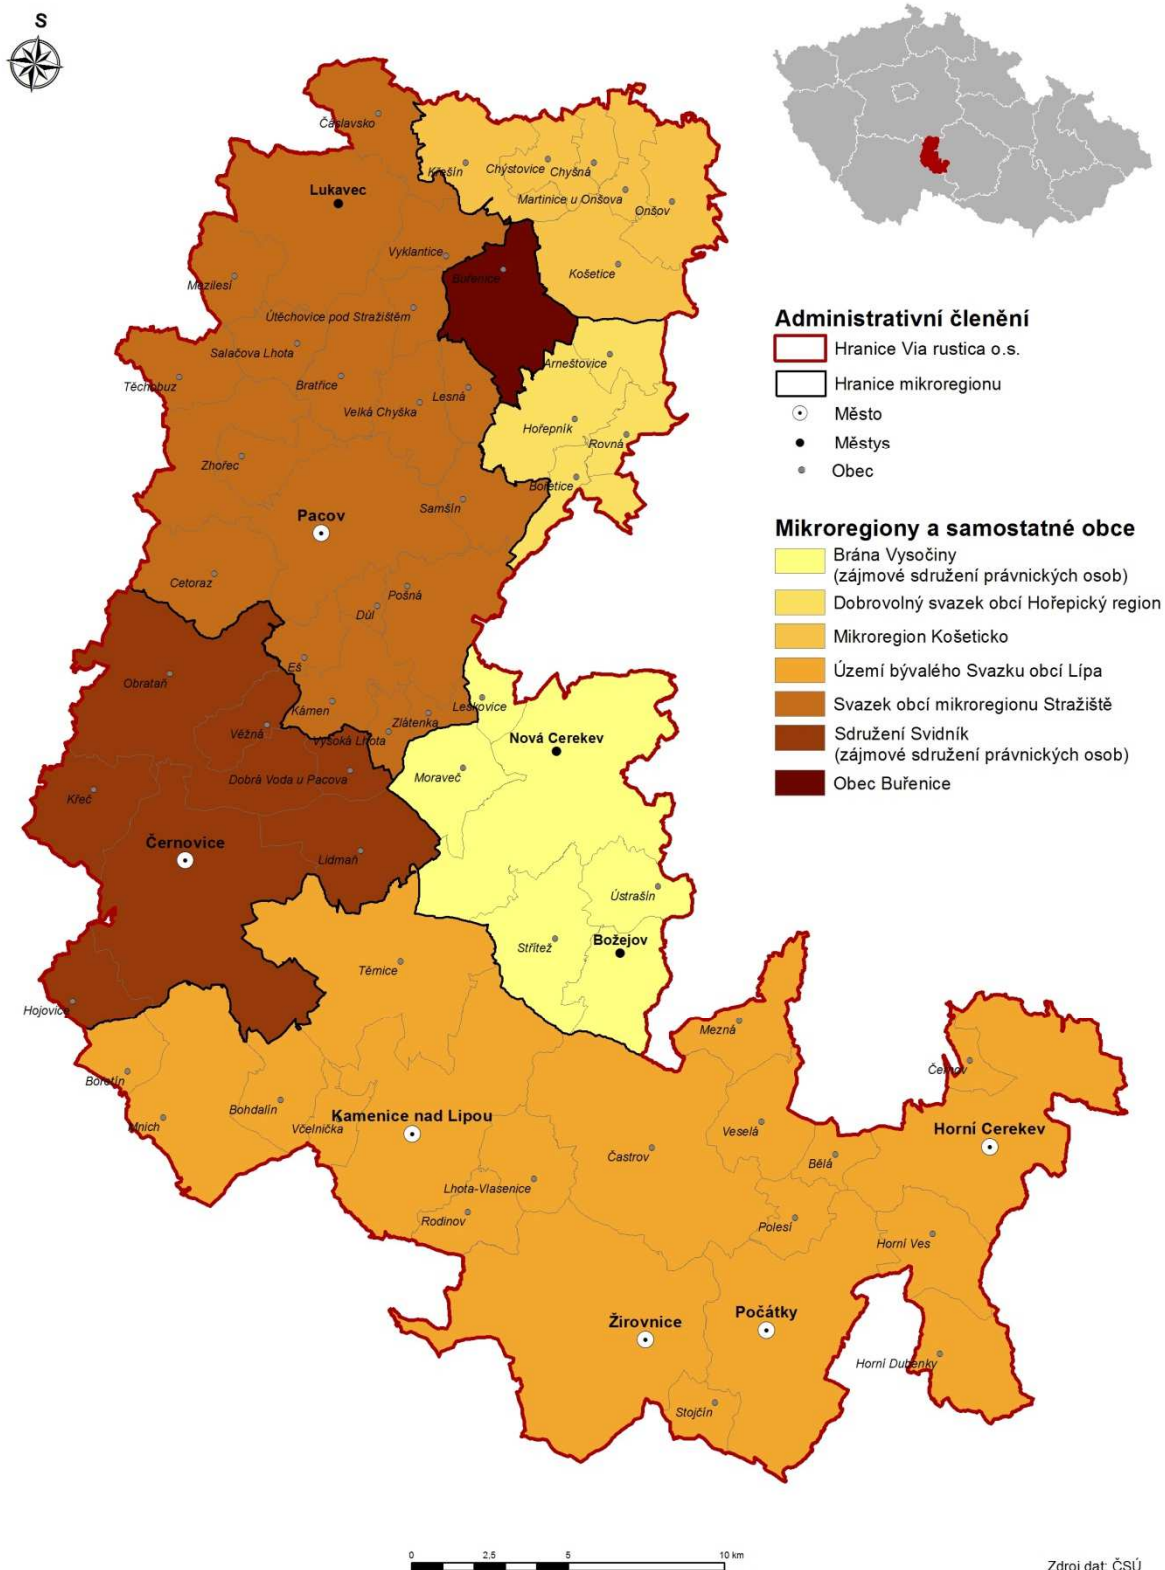 S
Čáslavsko
Křešín
Chýstovice
Chyšná
Lukavec
Martinice u Onšova
Onšov
Vyklantice
Buřenice
Košetice
Mezilesí
Útěchovice pod Stražištěm
Salačova Lhota
Arneštovice
Těchobuz
Bratřice
Lesná
Velká Chyška
Hořepník
Rovná
Zhořec
Bořetice
Samšín
Pacov
Cetoraz
Pošná
Důl
Eš
Obrataň
Kámen
Leskovice
Zlátenka
Věžná
Vysoká Lhota
Nová Cerekev
Dobrá Voda u Pacova
Moraveč
Křeč
Černovice
Lidmaň
Ústrašín
Střítež
Božejov
Těmice
Hojovice
Mezná
Černov
Bořetín
Bohdalín
Mnich
Včelnička
Kamenice nad Lipou
Veselá
Horní Cerekev
Častrov
Bělá
Lhota-Vlasenice
Rodinov
Polesí
Horní Ves
Žirovnice
Počátky
Horní Dubenky
Stojčín
Administrativní členění
Hranice Via rustica o.s.
Hranice mikroregionu
Město
Městys
Obec
Mikroregiony a samostatné obce
Brána Vysočiny
(zájmové sdružení právnických osob)
Dobrovolný svazek obcí Hořepický region
Mikroregion Košeticko
Území bývalého Svazku obcí Lípa
Svazek obcí mikroregionu Stražiště
Sdružení Svidník
(zájmové sdružení právnických osob)
Obec Buřenice
0 2,5 5 10 km
Zdroj dat: ČSÚ